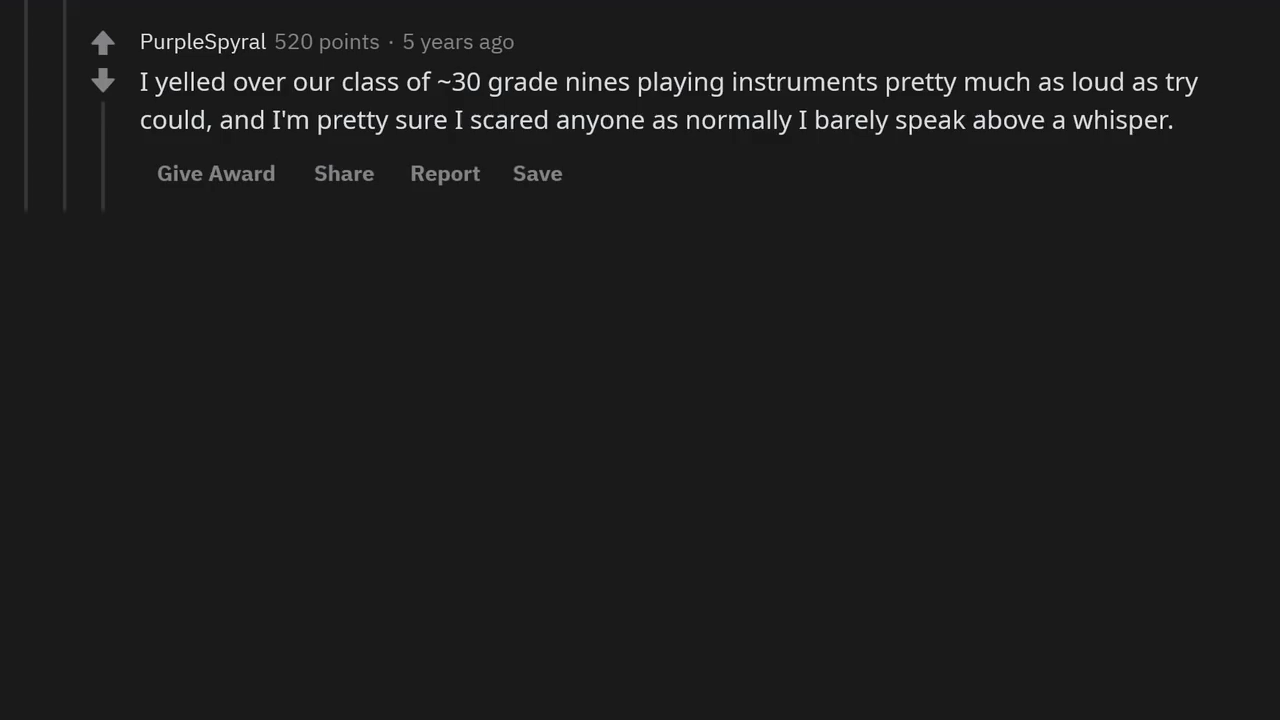 PurpleSpyral 520 points · 5 years ago
I yelled over our class of ~30 grade nines playing instruments pretty much as loud as try
could, and I'm pretty sure I scared anyone as normally I barely speak above a whisper.
Give Award Share Report Save